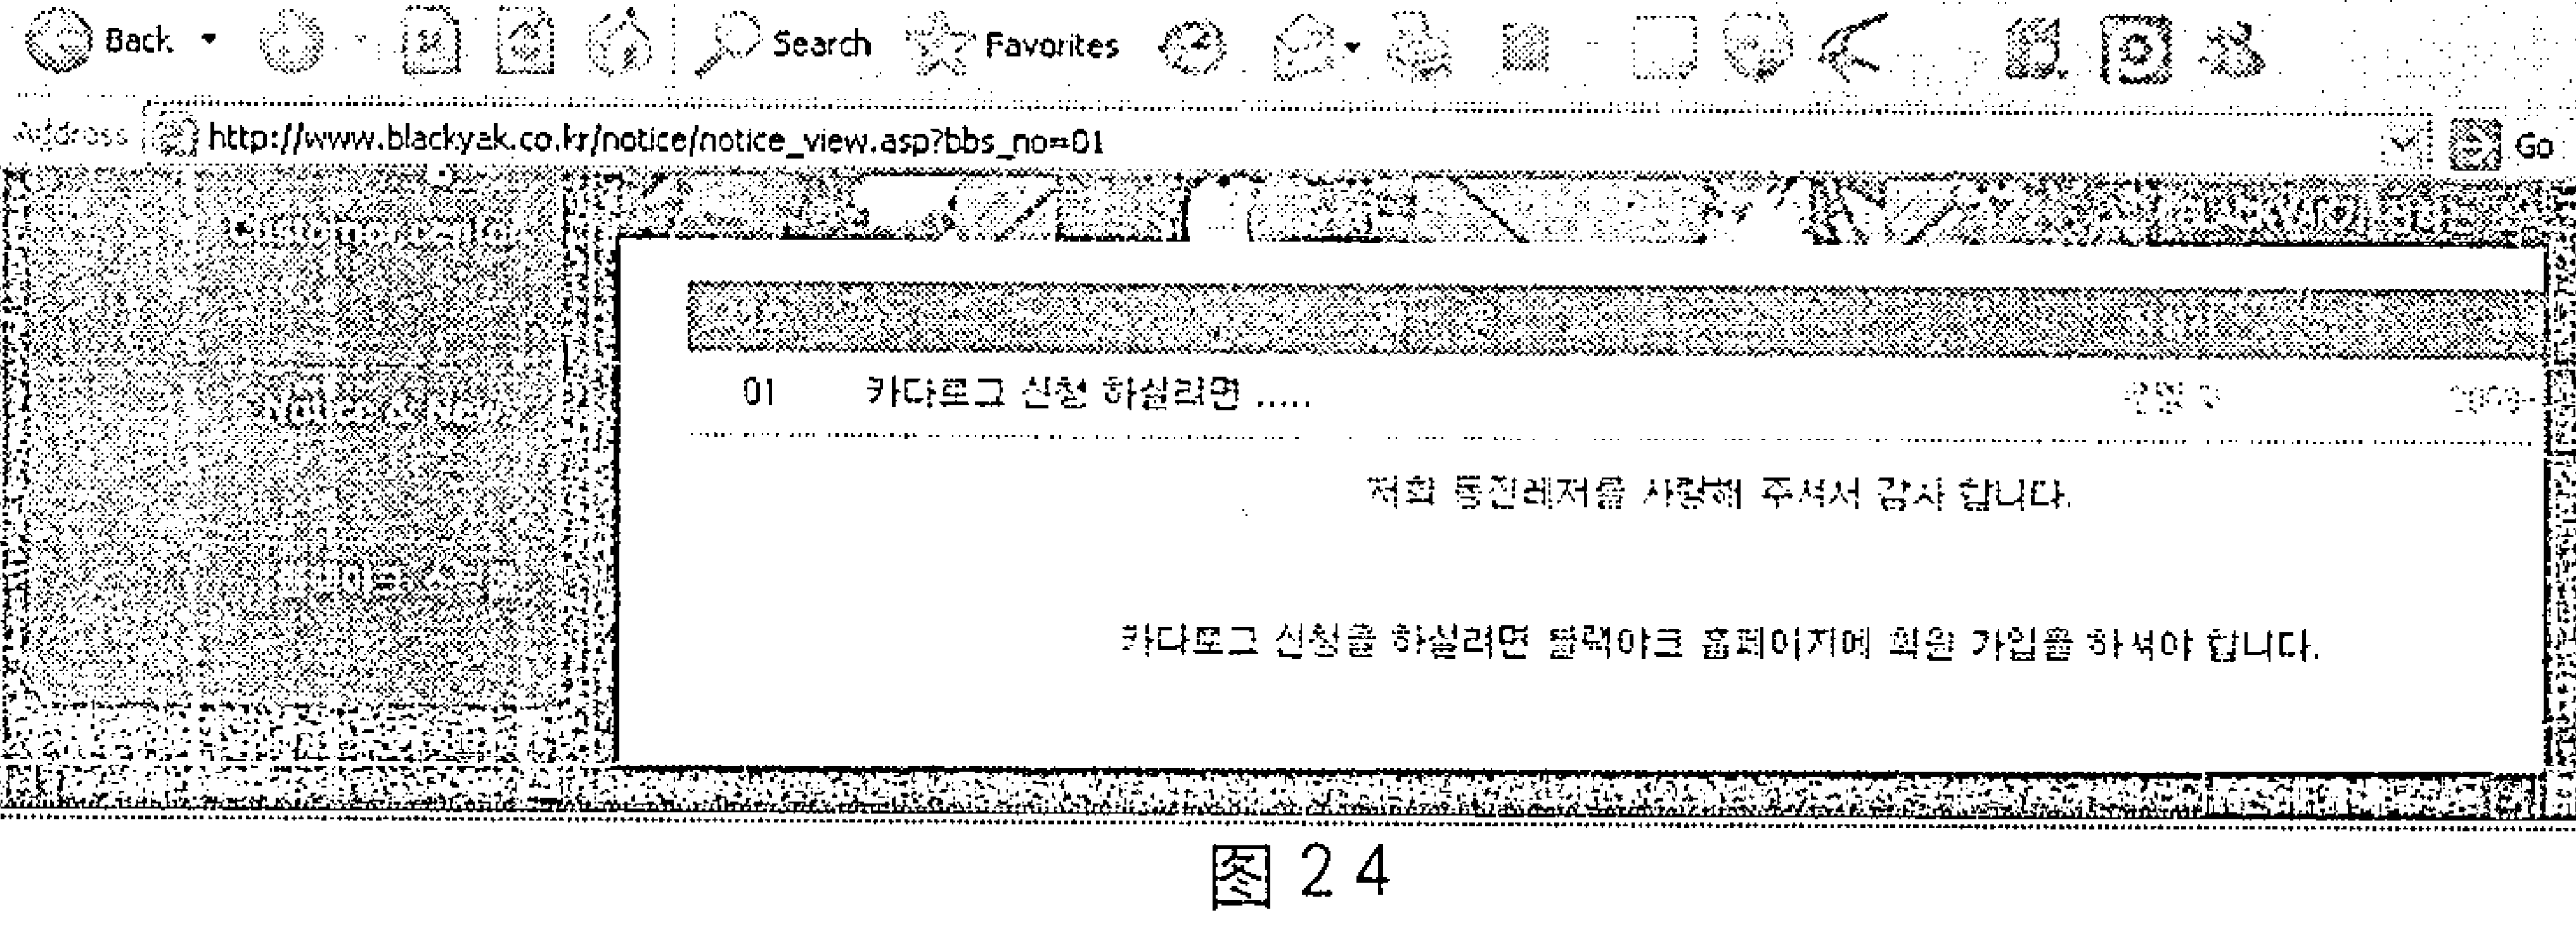 Back Search Favorites
Address http://www.blackyak.co.kr/notice/notice_view.asp?bbs_no=01 Go
01 카다로그 신청 하실려면 .....
저희 동진레저를 사랑해 주셔서 감사 합니다.
카다로그 신청을 하실려면 블랙야크 홈페이지에 회원 가입을 하셔야 합니다.
图 24